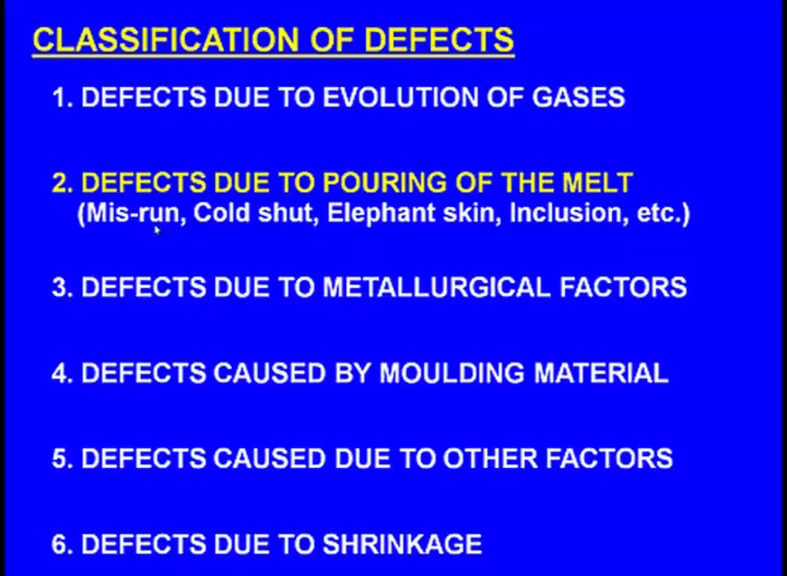 CLASSIFICATION OF DEFECTS
1. DEFECTS DUE TO EVOLUTION OF GASES
2. DEFECTS DUE TO POURING OF THE MELT
(Mis-run, Cold shut, Elephant skin, Inclusion, etc.)
3. DEFECTS DUE TO METALLURGICAL FACTORS
4. DEFECTS CAUSED BY MOULDING MATERIAL
5. DEFECTS CAUSED DUE TO OTHER FACTORS
6. DEFECTS DUE TO SHRINKAGE